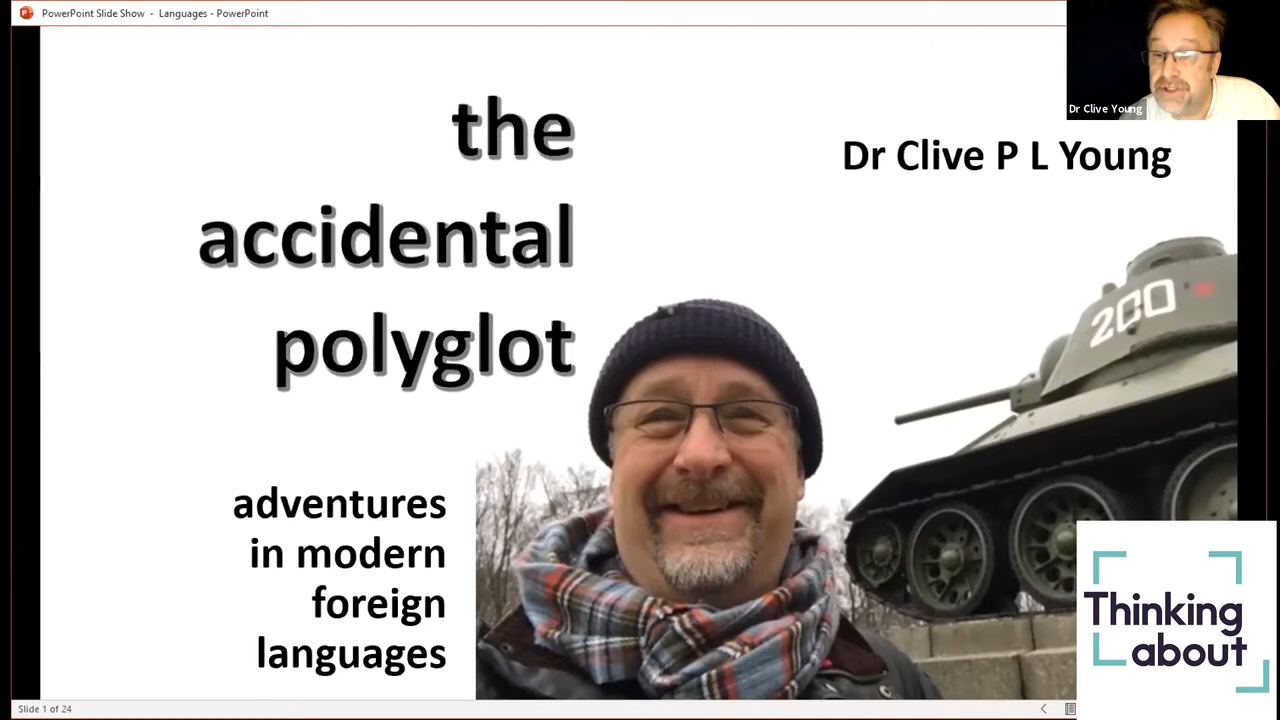 PowerPoint Slide Show - Languages - PowerPoint
Dr Clive Young
the
accidental
polyglot
Dr Clive P L Young
200
adventures
in modern
foreign
languages
Thinking
about
Slide 1 of 24